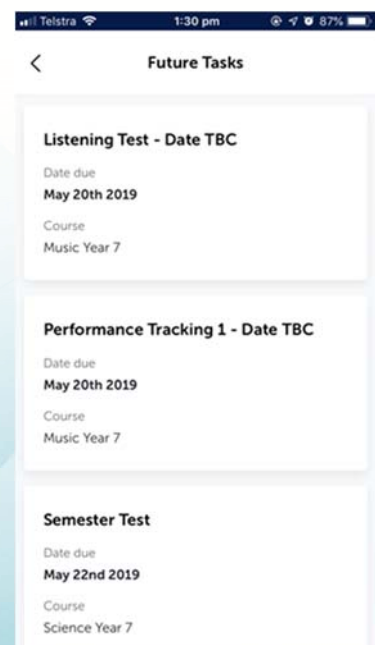 Telstra 1:30 pm 87%
Future Tasks
Listening Test - Date TBC
Date due
May 20th 2019
Course
Music Year 7
Performance Tracking 1 - Date TBC
Date due
May 20th 2019
Course
Music Year 7
Semester Test
Date due
May 22nd 2019
Course
Science Year 7